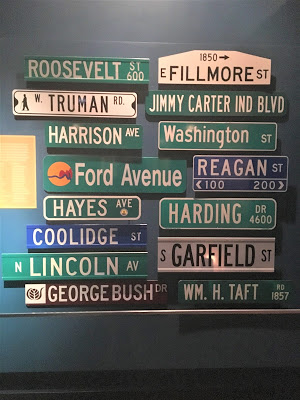 ROOSEVELT ST 600
1850 →
E FILLMORE ST
W. TRUMAN RD.
JIMMY CARTER IND BLVD
HARRISON AVE
Washington ST
Ford Avenue
REAGAN ST
< 100 200 >
HAYES AVE
HARDING DR 4600
COOLIDGE ST
S GARFIELD ST
N LINCOLN AV
GEORGE BUSH DR
WM. H. TAFT RD 1857